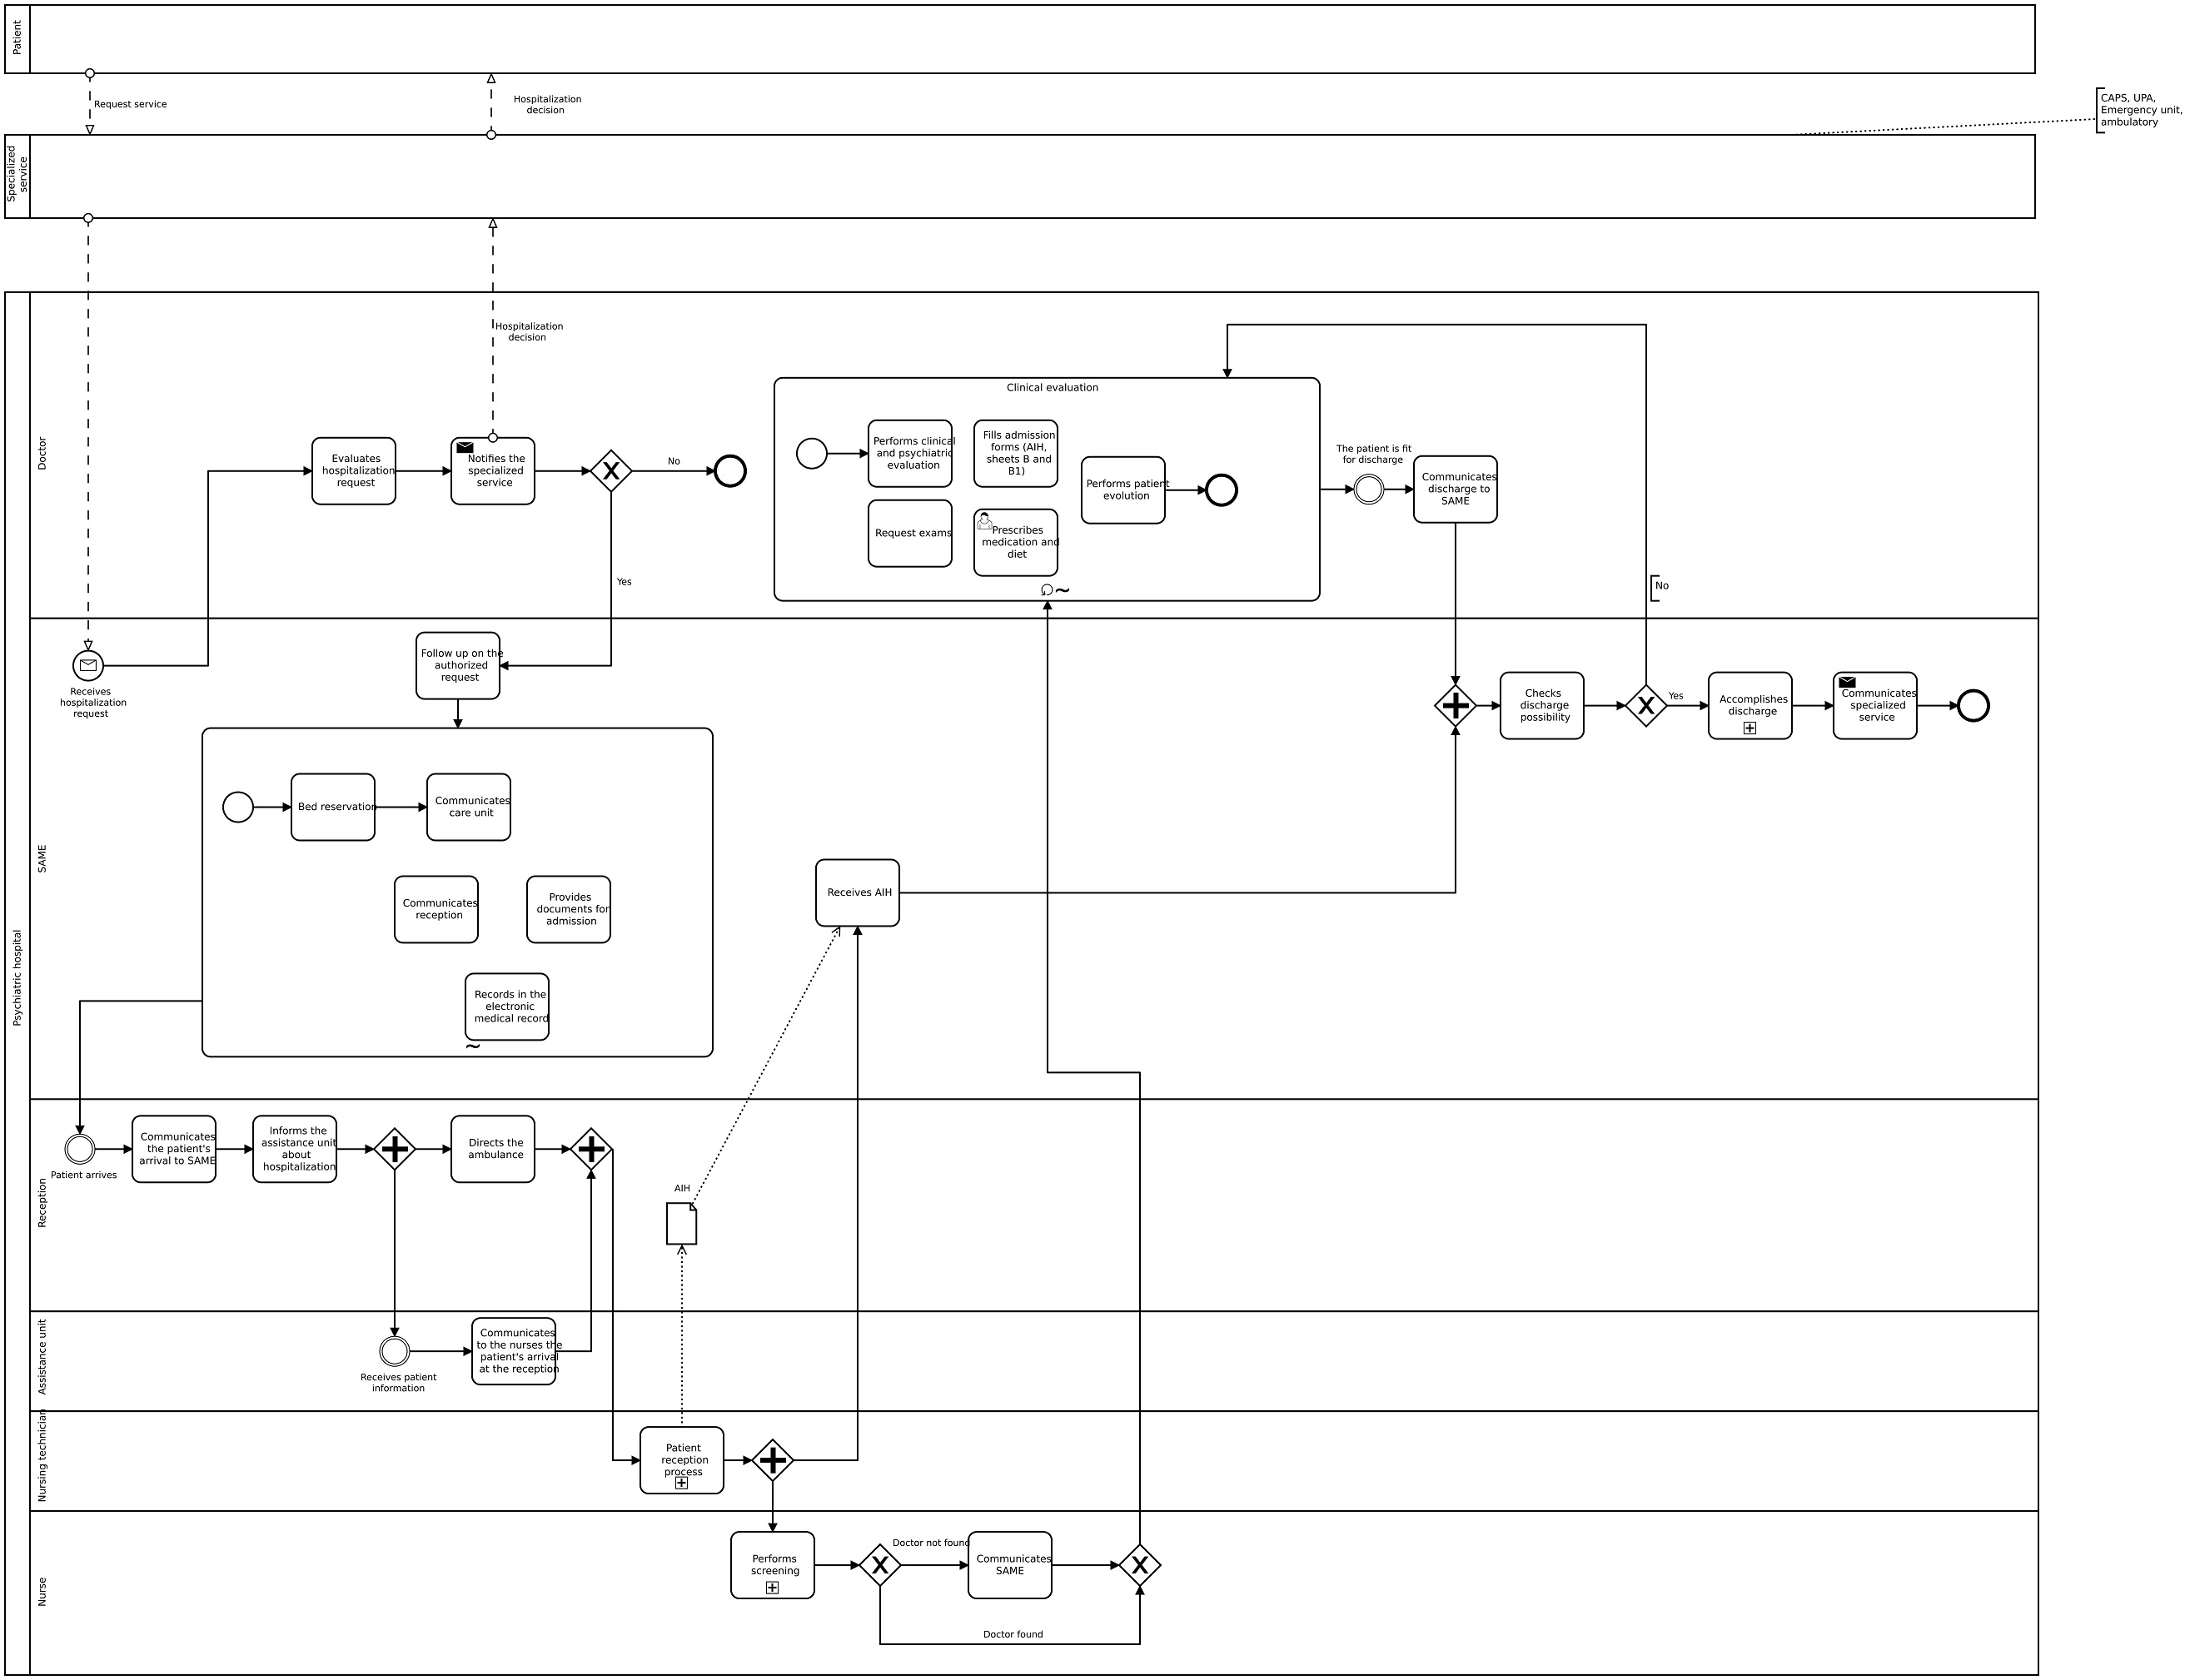 Patient
Request service
Hospitalization
decision
CAPS, UPA,
Emergency unit,
ambulatory
Specialized
service
Hospitalization
decision
Psychiatric hospital
Doctor
Evaluates
hospitalization
request
Notifies the
specialized
service
No
Yes
Clinical evaluation
Performs clinical
and psychiatric
evaluation
Fills admission
forms (AIH,
sheets B and
B1)
Request exams
Prescribes
medication and
diet
Performs patient
evolution
The patient is fit
for discharge
Communicates
discharge to
SAME
No
SAME
Receives
hospitalization
request
Follow up on the
authorized
request
Bed reservation
Communicates
care unit
Communicates
reception
Provides
documents for
admission
Records in the
electronic
medical record
Receives AIH
Checks
discharge
possibility
Yes
Accomplishes
discharge
Communicates
specialized
service
Reception
Patient arrives
Communicates
the patient's
arrival to SAME
Informs the
assistance unit
about
hospitalization
Directs the
ambulance
AIH
Assistance unit
Receives patient
information
Communicates
to the nurses the
patient's arrival
at the reception
Nursing technician
Patient
reception
process
Nurse
Performs
screening
Doctor not found
Communicates
SAME
Doctor found